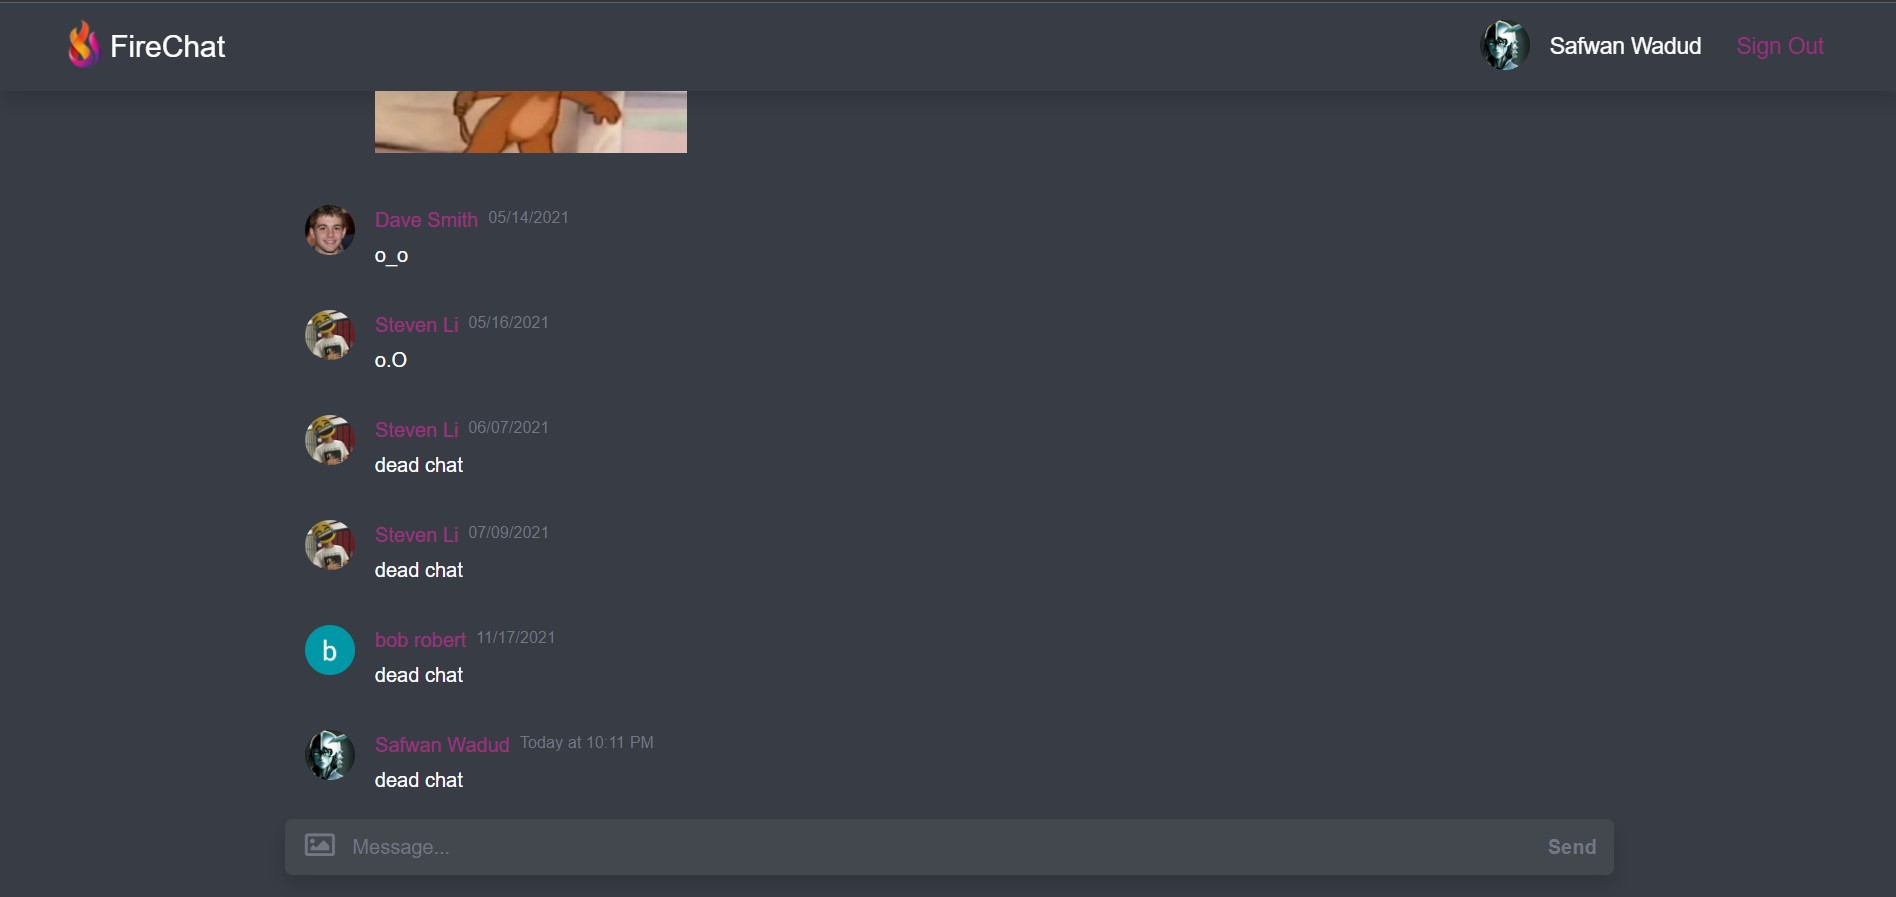 FireChat
Safwan Wadud Sign Out
Dave Smith 05/14/2021
o_o
Steven Li 05/16/2021
o.O
Steven Li 06/07/2021
dead chat
Steven Li 07/09/2021
dead chat
b
bob robert 11/17/2021
dead chat
Safwan Wadud Today at 10:11 PM
dead chat
Message... Send